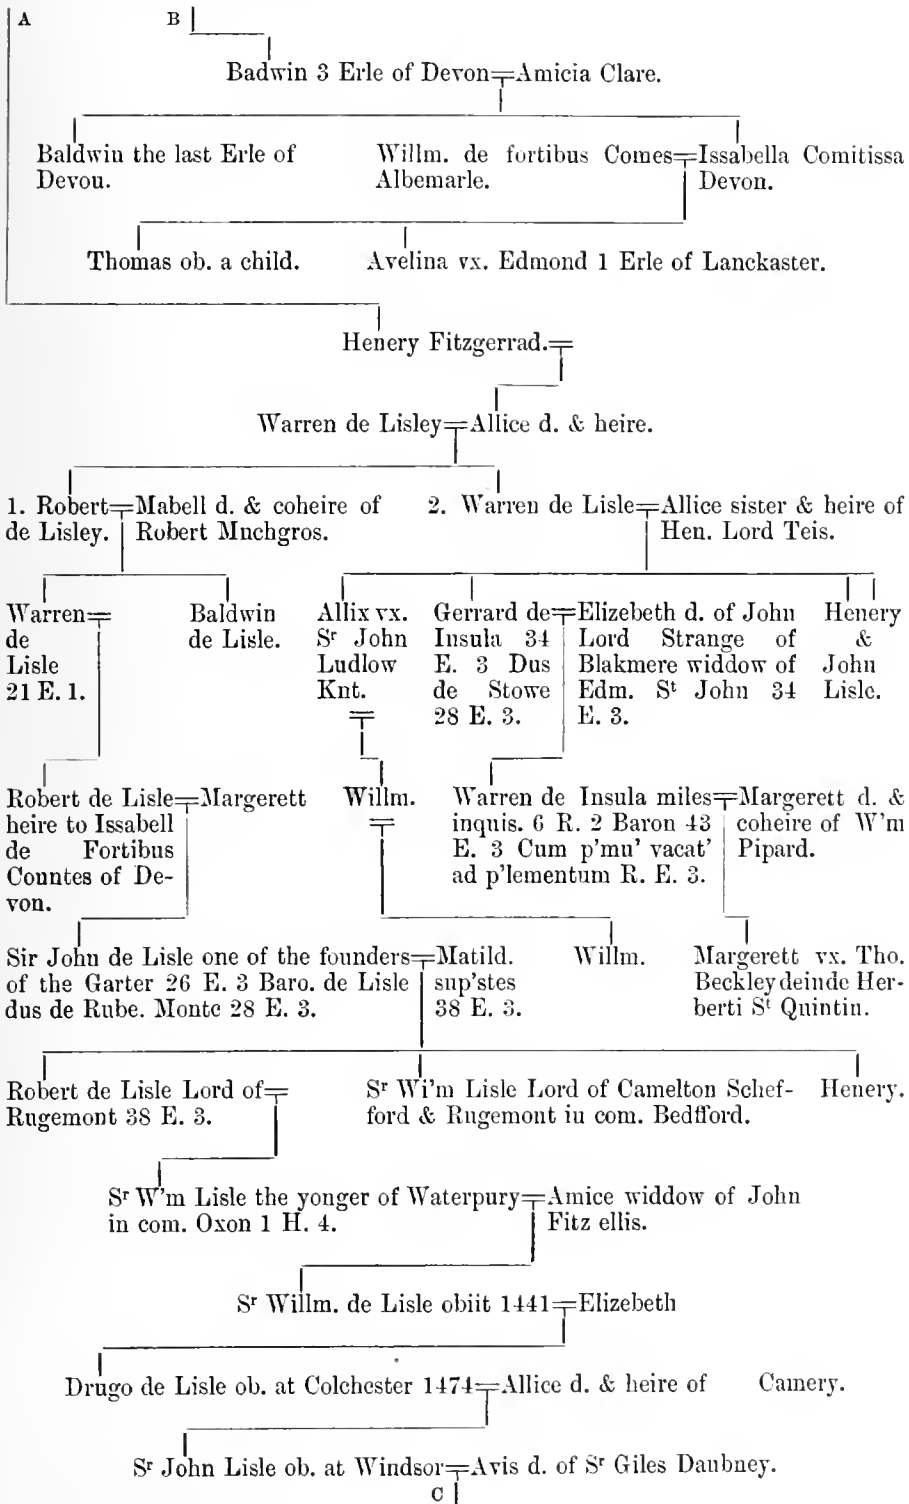 A B
Badwin 3 Erle of Devon=Amicia Clare.
Baldwin the last Erle of
Devou.
Willm. de fortibus Comes=Issabella Comitissa
Albemarle. Devon.
Thomas ob. a child.
Avelina vx. Edmond 1 Erle of Lanckaster.
Henery Fitzgerrad.=
Warren de Lisley=Allice d. & heire.
1. Robert=Mabell d. & coheire of
de Lisley. Robert Mnchgros.
2. Warren de Lisle=Allice sister & heire of
Hen. Lord Teis.
Warren=
de
Lisle
21 E. 1.
Baldwin
de Lisle.
Allix vx.
Sr John
Ludlow
Knt.
=
Gerrard de=
Insula 34
E. 3 Dus
de Stowe
28 E. 3.
Elizebeth d. of John
Lord Strange of
Blakmere widdow of
Edm. St John 34
E. 3.
Henery
&
John
Lislc.
Robert de Lisle=Margerett
heire to Issabell
de Fortibus
Countes of De-
von.
Willm.
=
Warren de Insula miles=
inquis. 6 R. 2 Baron 43
E. 3 Cum p'mu' vacat'
ad p'lementum R. E. 3.
Margerett d. &
coheire of W'm
Pipard.
Sir John de Lisle one of the founders=
of the Garter 26 E. 3 Baro. de Lisle
dus de Rube. Montc 28 E. 3.
Matild.
snp'stes
38 E. 3.
Willm.
Margerett vx. Tho.
Beckley deinde Her-
berti St Quintin.
Robert de Lisle Lord of=
Rugemont 38 E. 3.
Sr Wi'm Lisle Lord of Camelton Schef-
ford & Rngemont iu com. Bedfford.
Henery.
Sr W'm Lisle the yonger of Waterpury=Amice widdow of John
in com. Oxon 1 H. 4. Fitz ellis.
Sr Willm. de Lisle obiit 1441=Elizebeth
Drugo de Lisle ob. at Colchester 1474=Allice d. & heire of Camery.
Sr John Lisle ob. at Windsor=Avis d. of Sr Giles Daubney.
C